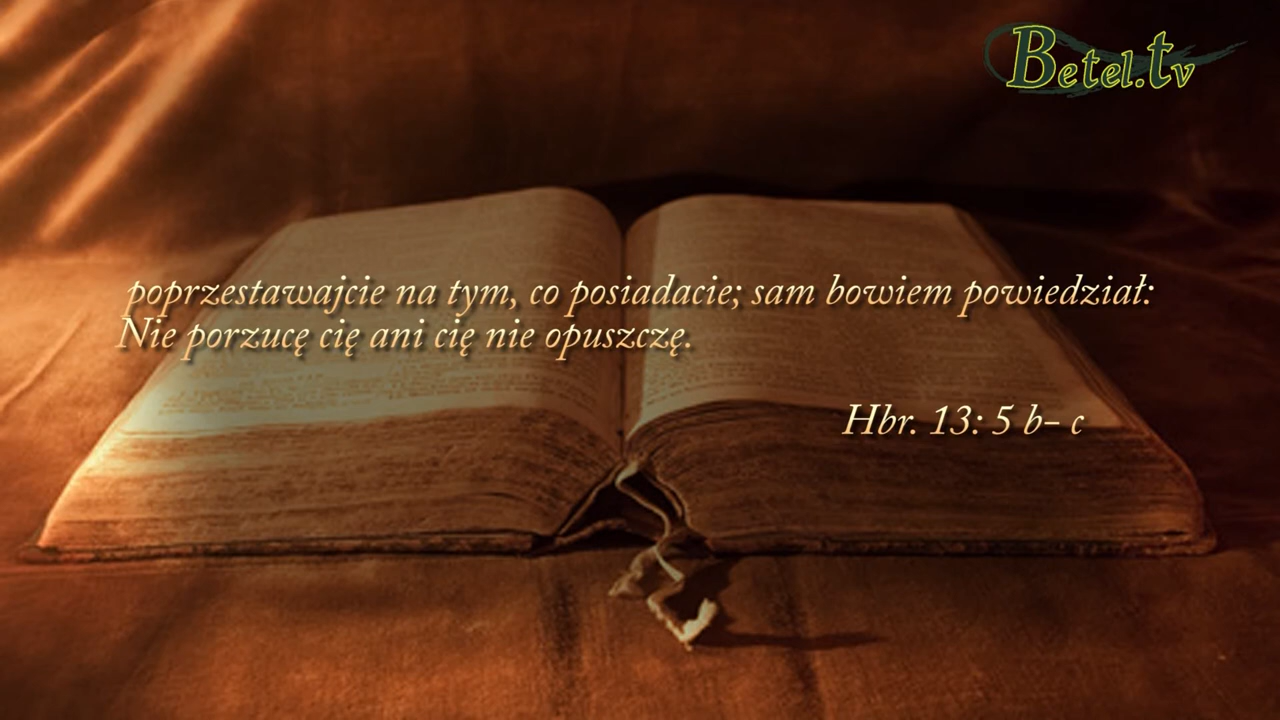 Betel.tv
poprzestawajcie na tym, co posiadacie; sam bowiem powiedział:
Nie porzucę cię ani cię nie opuszczę.
Hbr. 13: 5 b– c